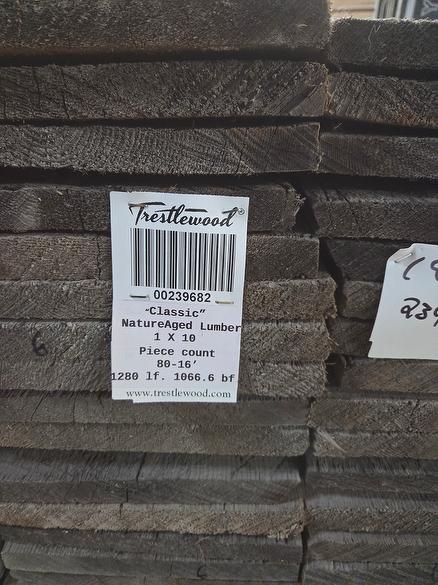 Trestlewood®
00239682
"Classic"
NatureAged Lumber
1 X 10
Piece count
80-16'
1280 lf. 1066.6 bf
www.trestlewood.com
6